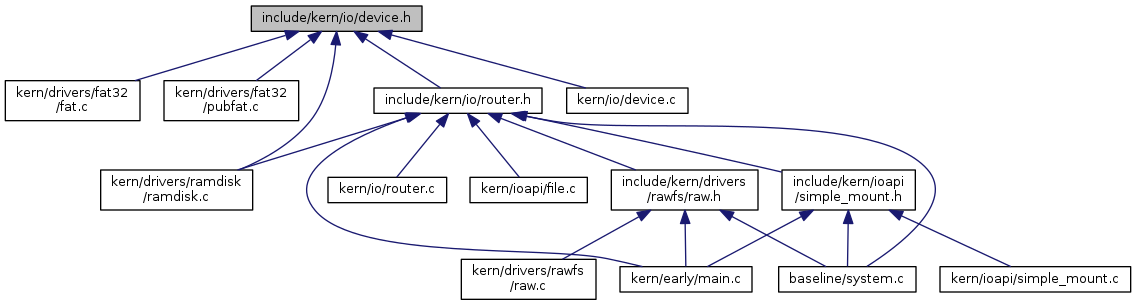 include/kern/io/device.h
kern/drivers/fat32
/fat.c
kern/drivers/fat32
/pubfat.c
include/kern/io/router.h
kern/io/device.c
kern/drivers/ramdisk
/ramdisk.c
kern/io/router.c
kern/ioapi/file.c
include/kern/drivers
/rawfs/raw.h
include/kern/ioapi
/simple_mount.h
kern/drivers/rawfs
/raw.c
kern/early/main.c
baseline/system.c
kern/ioapi/simple_mount.c